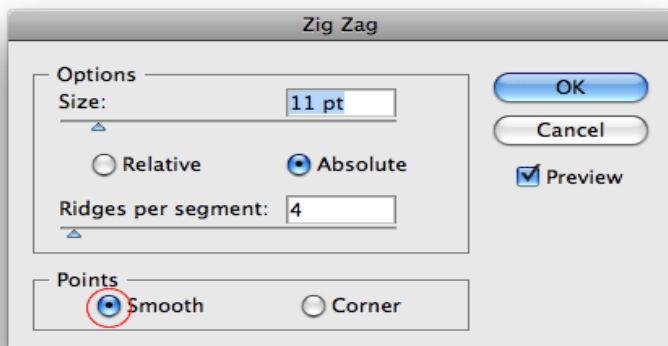 Zig Zag
Options
Size: 11 pt
Relative Absolute
Ridges per segment: 4
Points
Smooth Corner
OK
Cancel
Preview